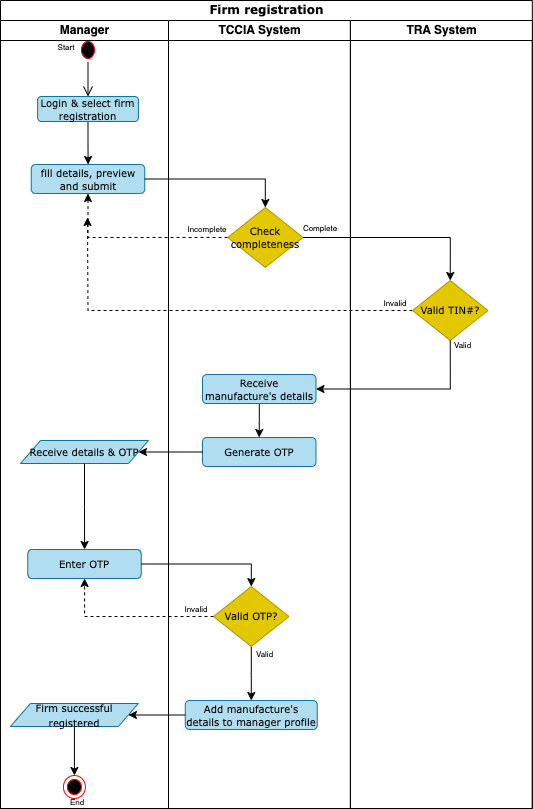 Firm registration
Manager
TCCIA System
TRA System
Start
Login & select firm
registration
fill details, preview
and submit
Incomplete
Check
completeness
Complete
Invalid
Valid TIN#?
Valid
Receive
manufacture's details
Receive details & OTP
Generate OTP
Enter OTP
Invalid
Valid OTP?
Valid
Firm successful
registered
Add manufacture's
details to manager profile
End